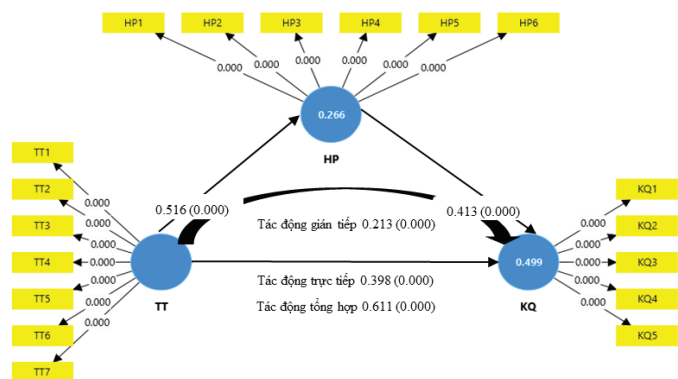 HP1 HP2 HP3 HP4 HP5 HP6
0.000 0.000 0.000 0.000 0.000 0.000
0.266
HP
TT1
TT2
TT3
TT4
TT5
TT6
TT7
0.000
0.000
0.000
0.000
0.000
0.000
0.000
TT
0.516 (0.000)
0.413 (0.000)
Tác động gián tiếp 0.213 (0.000)
Tác động trực tiếp 0.398 (0.000)
Tác động tổng hợp 0.611 (0.000)
0.499
KQ
0.000
0.000
0.000
0.000
0.000
KQ1
KQ2
KQ3
KQ4
KQ5